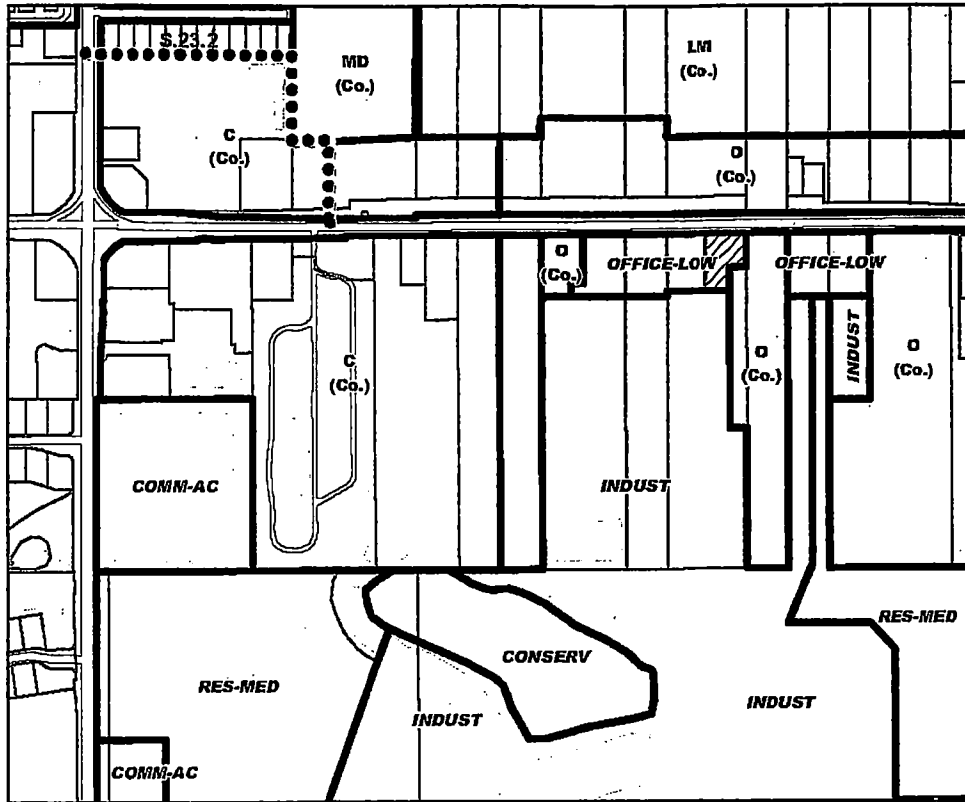 S.23.2
MD
(Co.)
LM
(Co.)
C
(Co.)
O
(Co.)
O
(Co.)
OFFICE-LOW
OFFICE-LOW
INDUST
C
(Co.)
O
(Co.)
O
(Co.)
COMM-AC
INDUST
CONSERV
RES-MED
RES-MED
INDUST
INDUST
COMM-AC